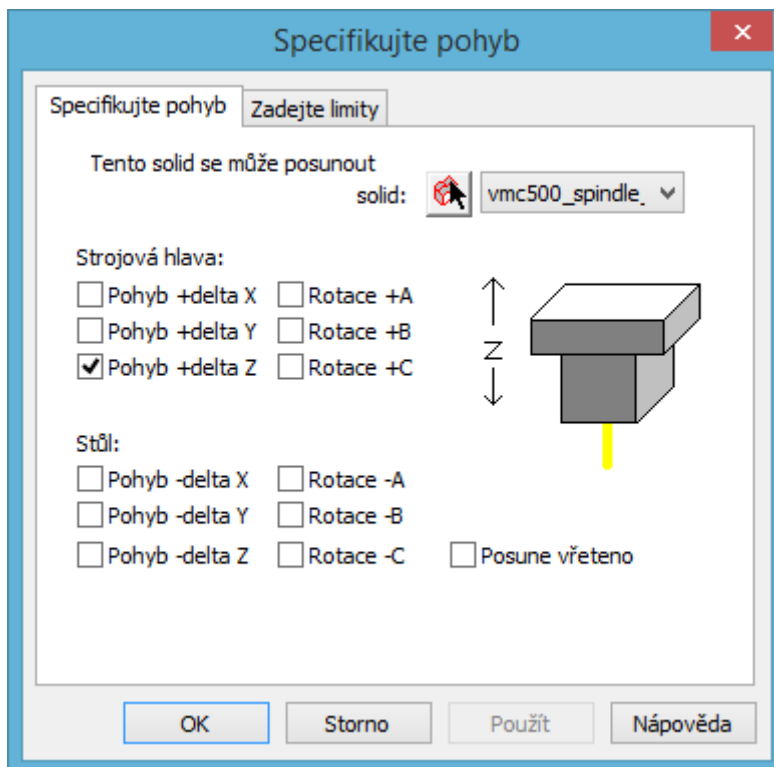 Specifikujte pohyb
Specifikujte pohyb Zadejte limity
Tento solid se může posunout
solid: vmc500_spindle_
Strojová hlava:
Pohyb +delta X Rotace +A
Pohyb +delta Y Rotace +B
Pohyb +delta Z Rotace +C
Z
Stůl:
Pohyb -delta X Rotace -A
Pohyb -delta Y Rotace -B
Pohyb -delta Z Rotace -C Posune vřeteno
OK Storno Použít Nápověda